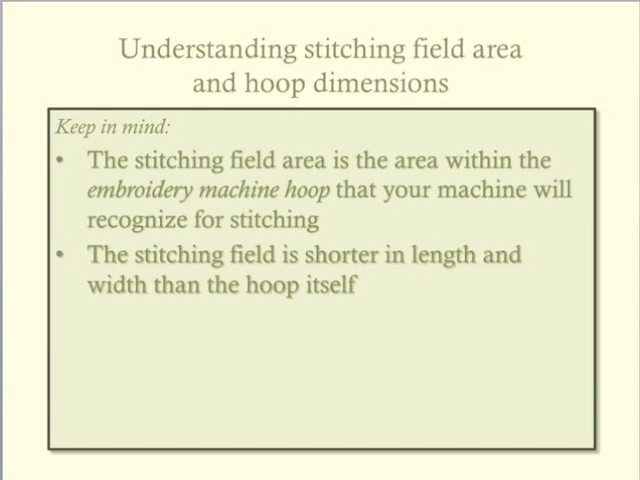 Understanding stitching field area
and hoop dimensions
Keep in mind:
• The stitching field area is the area within the
embroidery machine hoop that your machine will
recognize for stitching
• The stitching field is shorter in length and
width than the hoop itself